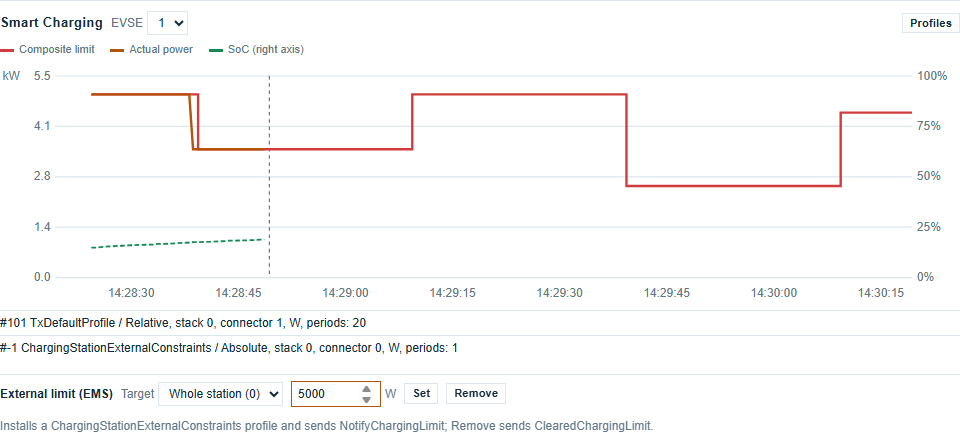 Smart Charging EVSE 1 Profiles
Composite limit Actual power SoC (right axis)
kW 5.5 100%
4.1 75%
2.8 50%
1.4 25%
0.0 0%
14:28:30 14:28:45 14:29:00 14:29:15 14:29:30 14:29:45 14:30:00 14:30:15
#101 TxDefaultProfile / Relative, stack 0, connector 1, W, periods: 20
#-1 ChargingStationExternalConstraints / Absolute, stack 0, connector 0, W, periods: 1
External limit (EMS) Target Whole station (0) 5000 W Set Remove
Installs a ChargingStationExternalConstraints profile and sends NotifyChargingLimit; Remove sends ClearedChargingLimit.